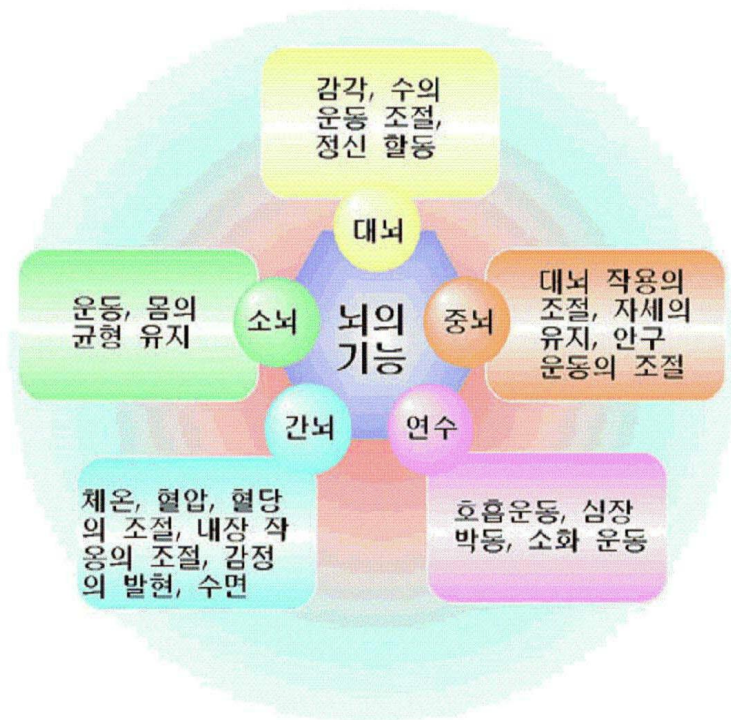 감각, 수의
운동 조절,
정신 할동
대뇌
운동, 몸의
균형 유지
소뇌
뇌의
기능
중뇌
대뇌 작용의
조절, 자세의
유지, 안구
운동의 조절
간뇌
연수
체온, 혈압, 혈당
의 조절, 내장 작
옹의 조절, 감정
의 발현, 수면
호흡운동, 심장
박동, 소화 운동